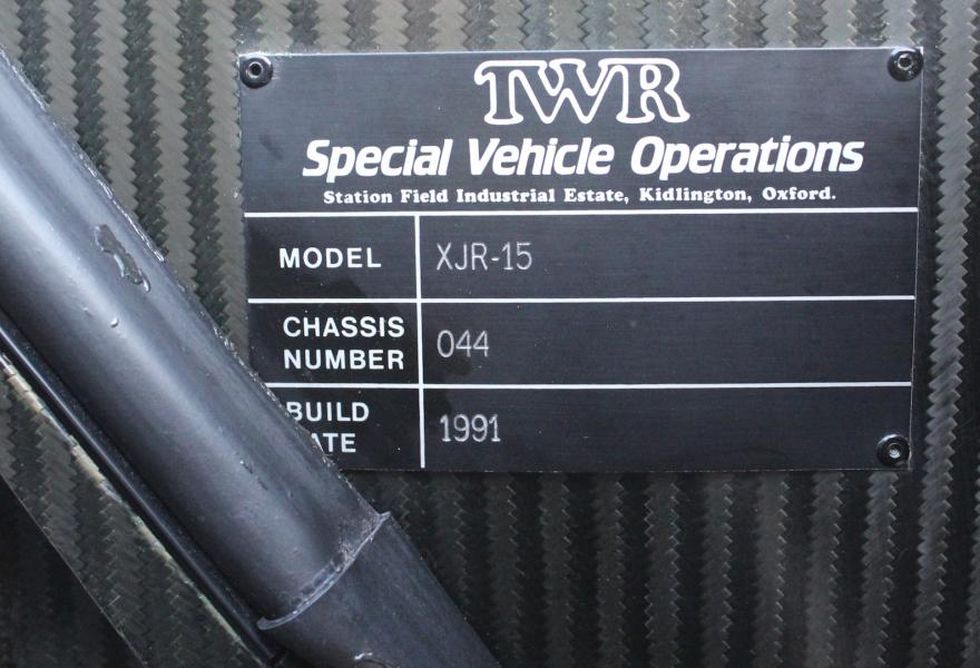 TWR
Special Vehicle Operations
Station Field Industrial Estate, Kidlington, Oxford.
MODEL XJR-15
CHASSIS NUMBER 044
BUILD 1991